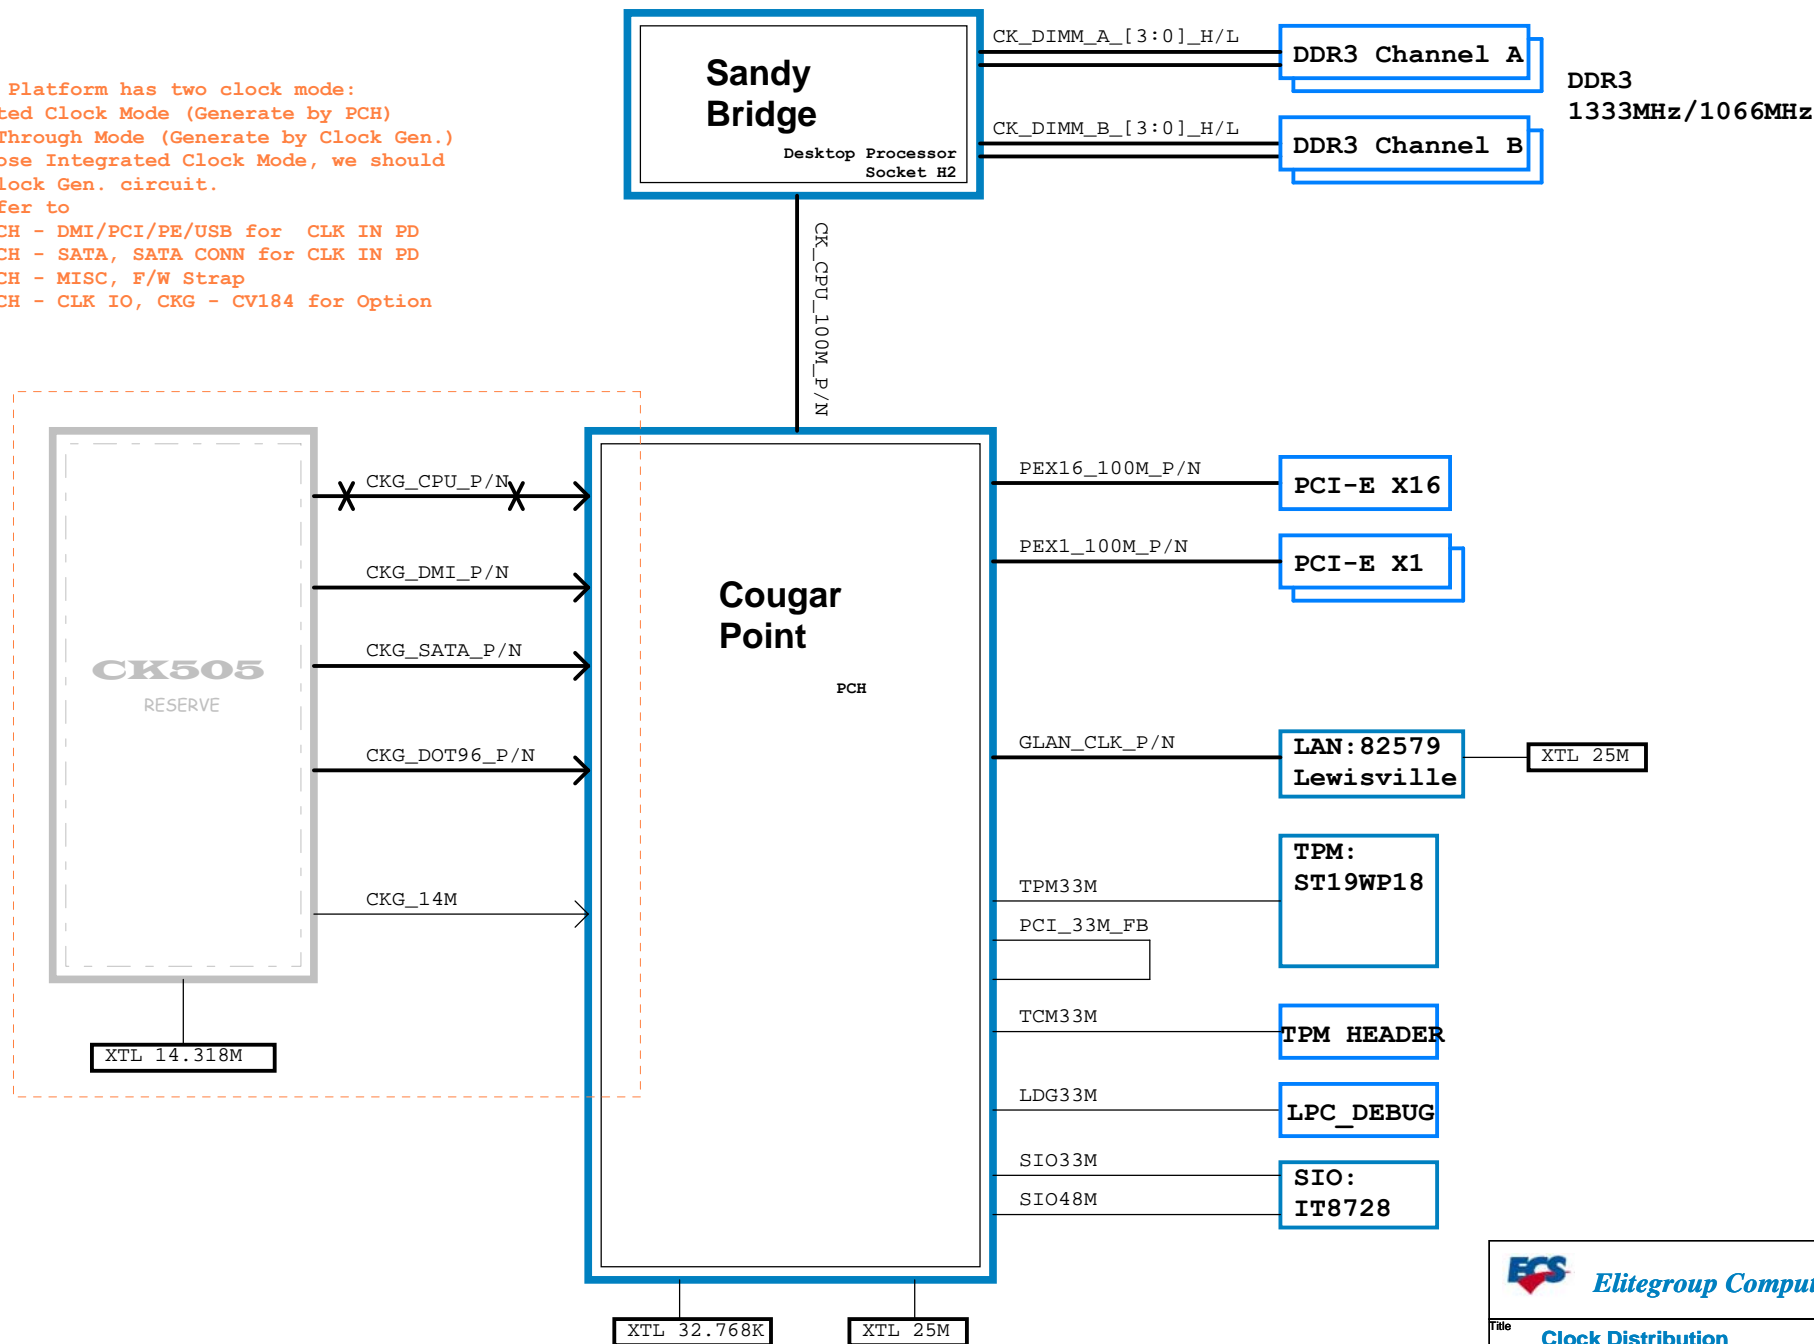 Platform has two clock mode:
ted Clock Mode (Generate by PCH)
Through Mode (Generate by Clock Gen.)
ose Integrated Clock Mode, we should
lock Gen. circuit.
fer to
CH - DMI/PCI/PE/USB for  CLK IN PD
CH - SATA, SATA CONN for CLK IN PD
CH - MISC, F/W Strap
CH - CLK IO, CKG - CV184 for Option
Sandy
Bridge
Desktop Processor
Socket H2
CK_DIMM_A_[3:0]_H/L
DDR3 Channel A
CK_DIMM_B_[3:0]_H/L
DDR3 Channel B
DDR3
1333MHz/1066MHz
CK_CPU_100M_P/N
CK505
RESERVE
XTL 14.318M
CKG_CPU_P/N
CKG_DMI_P/N
CKG_SATA_P/N
CKG_DOT96_P/N
CKG_14M
Cougar
Point
PCH
PEX16_100M_P/N
PCI-E X16
PEX1_100M_P/N
PCI-E X1
GLAN_CLK_P/N
LAN:82579
Lewisville
XTL 25M
TPM33M
TPM:
ST19WP18
PCI_33M_FB
TCM33M
TPM HEADER
LDG33M
LPC_DEBUG
SIO33M
SIO48M
SIO:
IT8728
XTL 32.768K
XTL 25M
ECS
Elitegroup Comput
Title
Clock Distribution